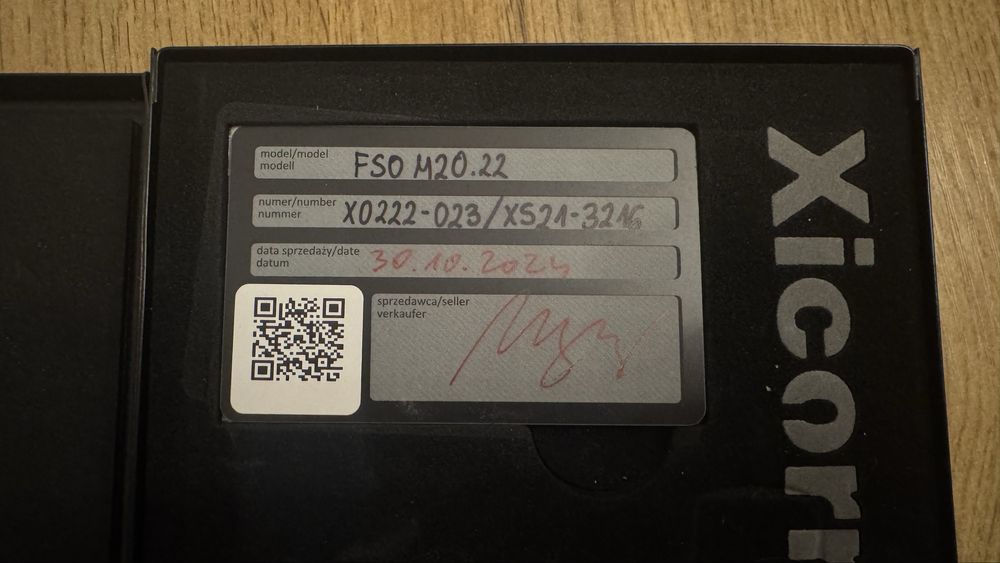 model/model
modell
FSO M20.22
numer/number
nummer
X0222-023/XS21-3216
data sprzedaży/date
datum
30.10.2024
sprzedawca/seller
verkaufer
Xicorr